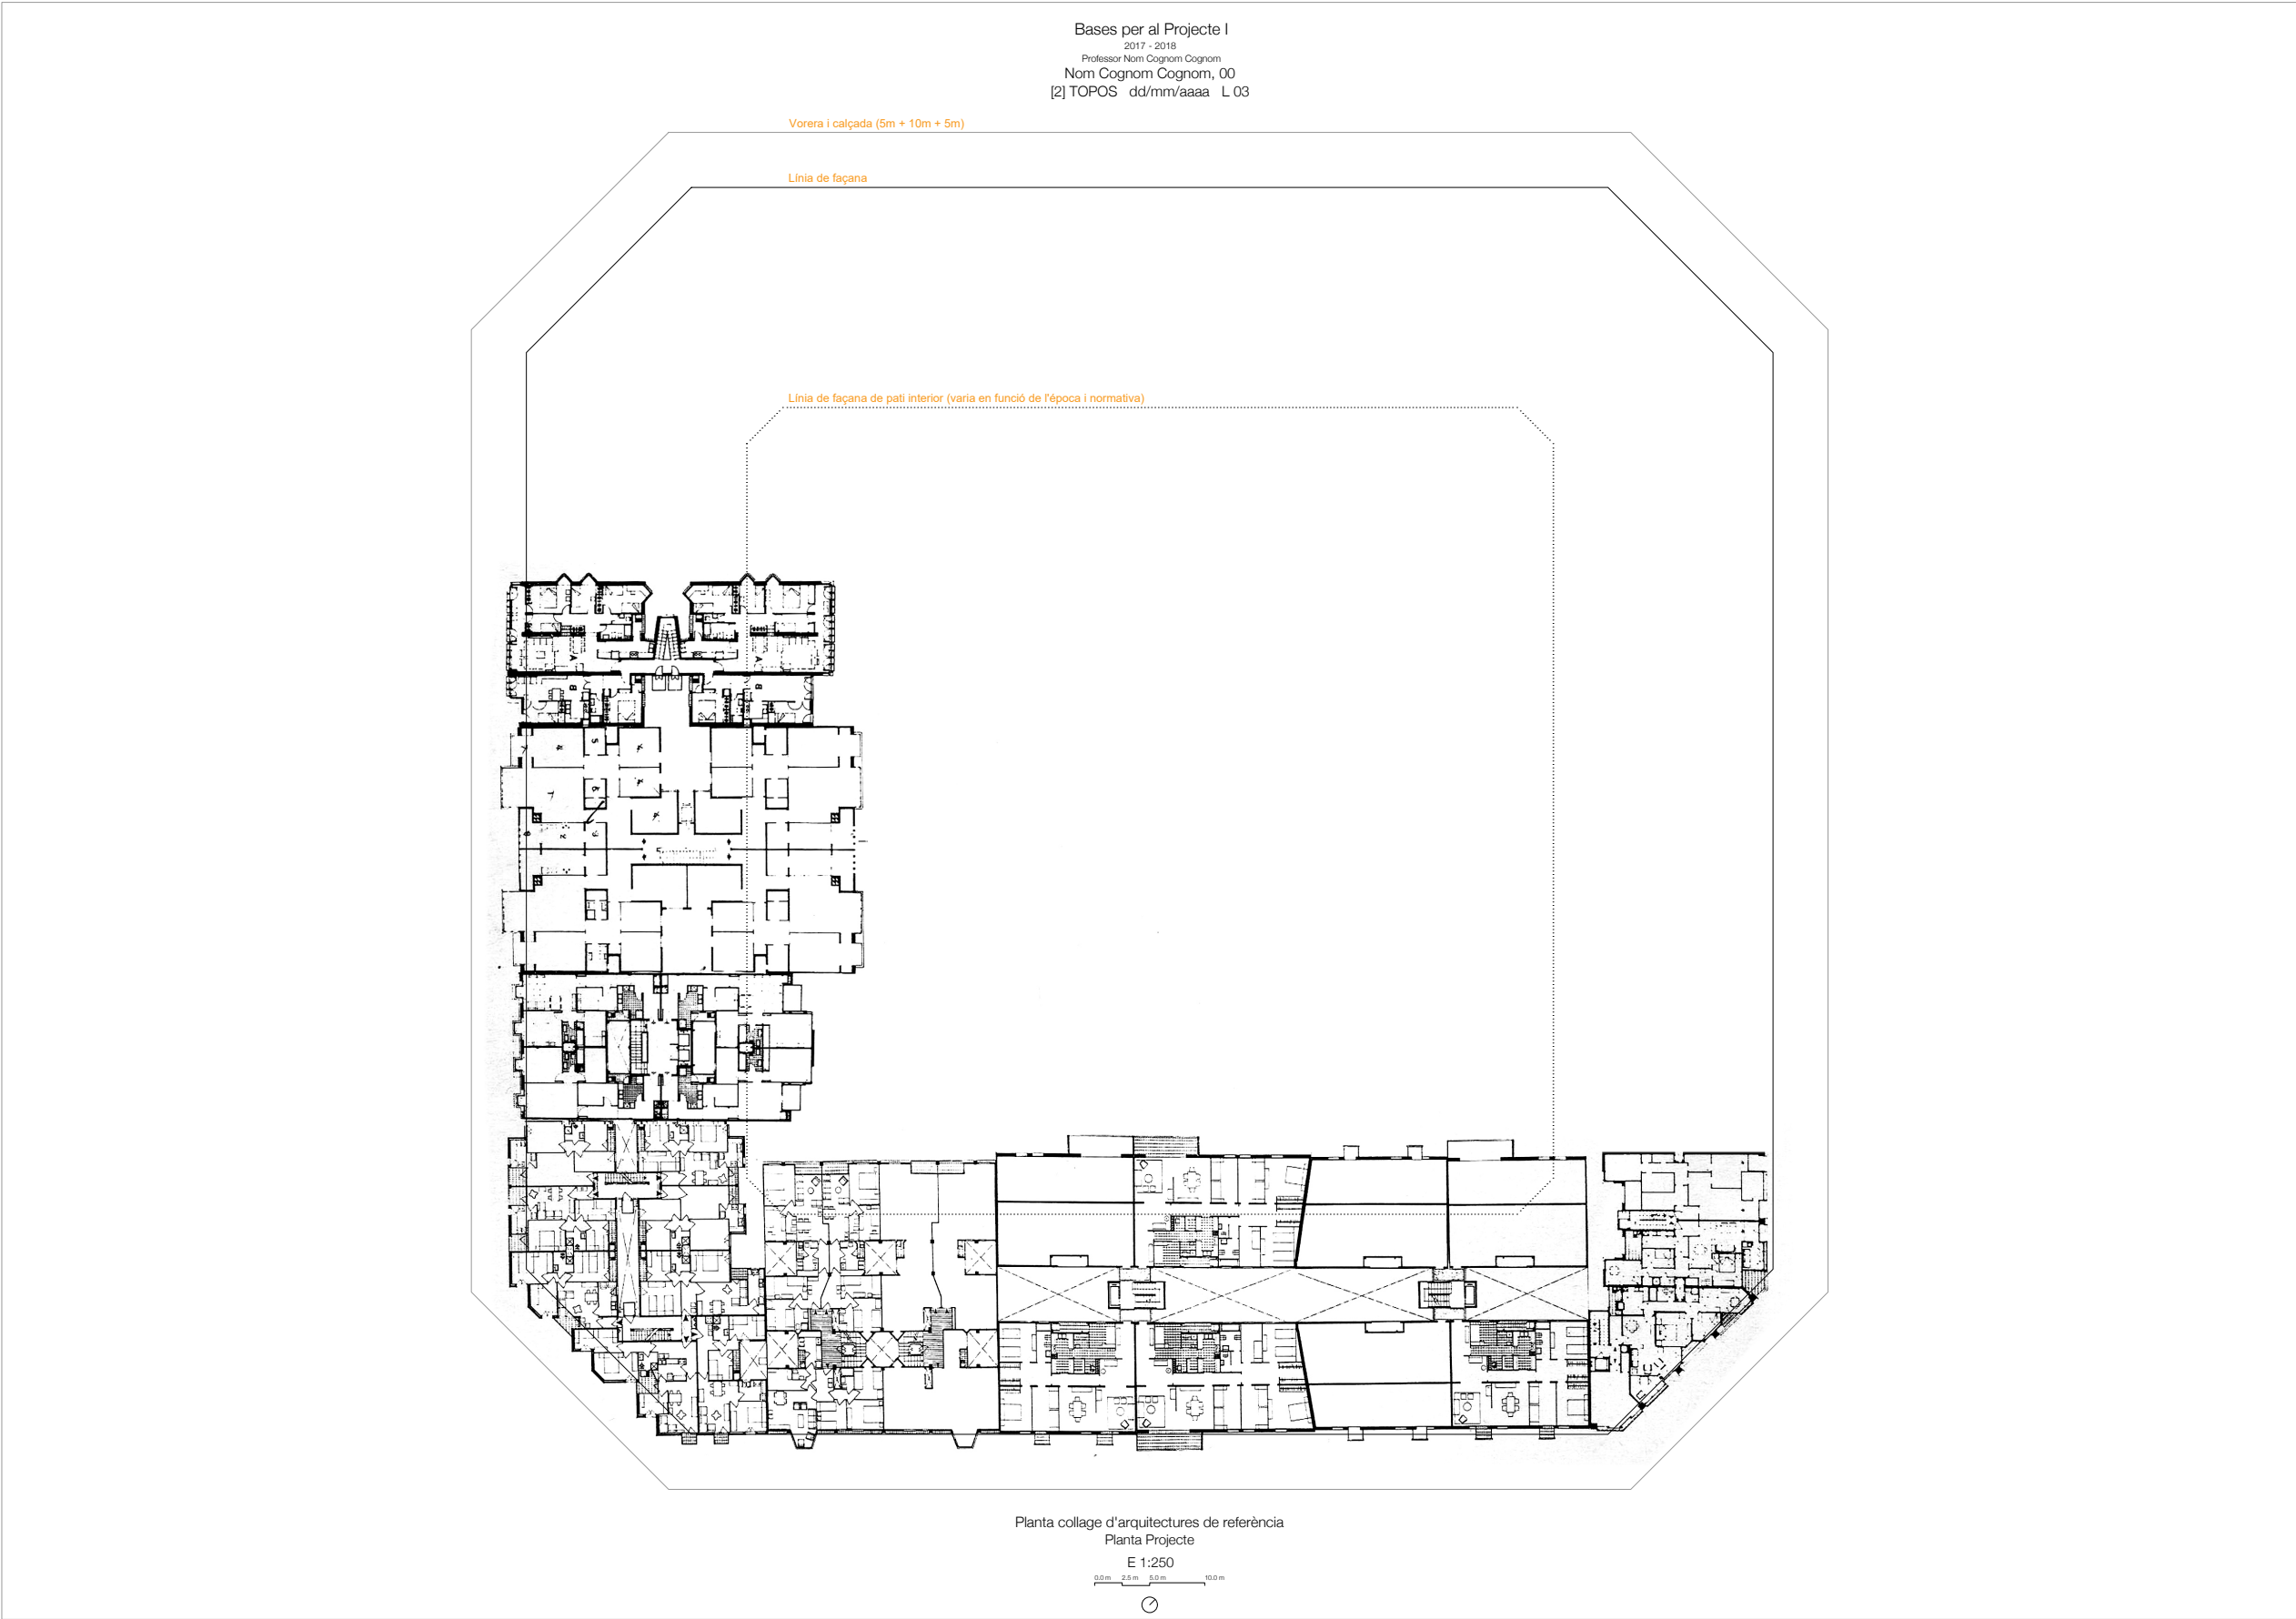 Bases per al Projecte I
2017 - 2018
Professor Nom Cognom Cognom
Nom Cognom Cognom, 00
[2] TOPOS dd/mm/aaaa L 03
Vorera i calçada (5m + 10m + 5m)
Línia de façana
Línia de façana de pati interior (varia en funció de l'época i normativa)
A
A
B
B
Planta collage d'arquitectures de referència
Planta Projecte
E 1:250
0.0 m 2.5 m 5.0 m 10.0 m